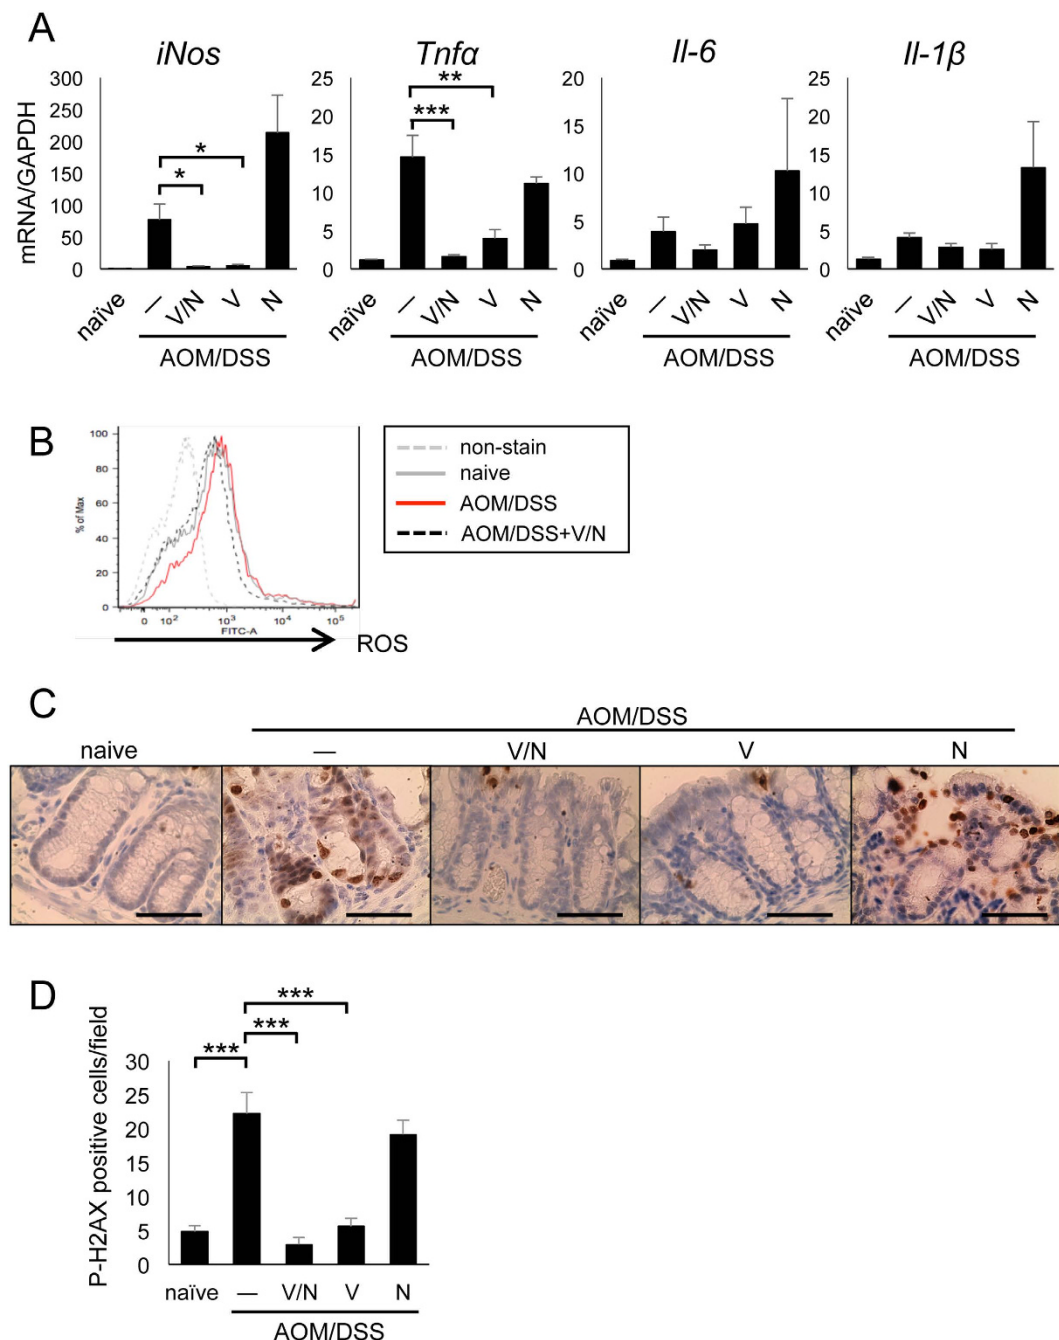 A
iNos
Tnfα
Il-6
Il-1β
mRNA/GAPDH
300
250
200
150
100
50
0
*
*
naïve
—
V/N
V
N
AOM/DSS
25
20
15
10
5
0
**
***
naïve
—
V/N
V
N
AOM/DSS
20
15
10
5
0
naïve
—
V/N
V
N
AOM/DSS
25
20
15
10
5
0
naïve
—
V/N
V
N
AOM/DSS
B
% of Max
100
80
60
40
20
0
0 10² 10³ 10⁴ 10⁵
FITC-A
ROS
non-stain
naive
AOM/DSS
AOM/DSS+V/N
C
AOM/DSS
naive — V/N V N
D
P-H2AX positive cells/field
30
25
20
15
10
5
0
***
***
***
naïve — V/N V N
AOM/DSS